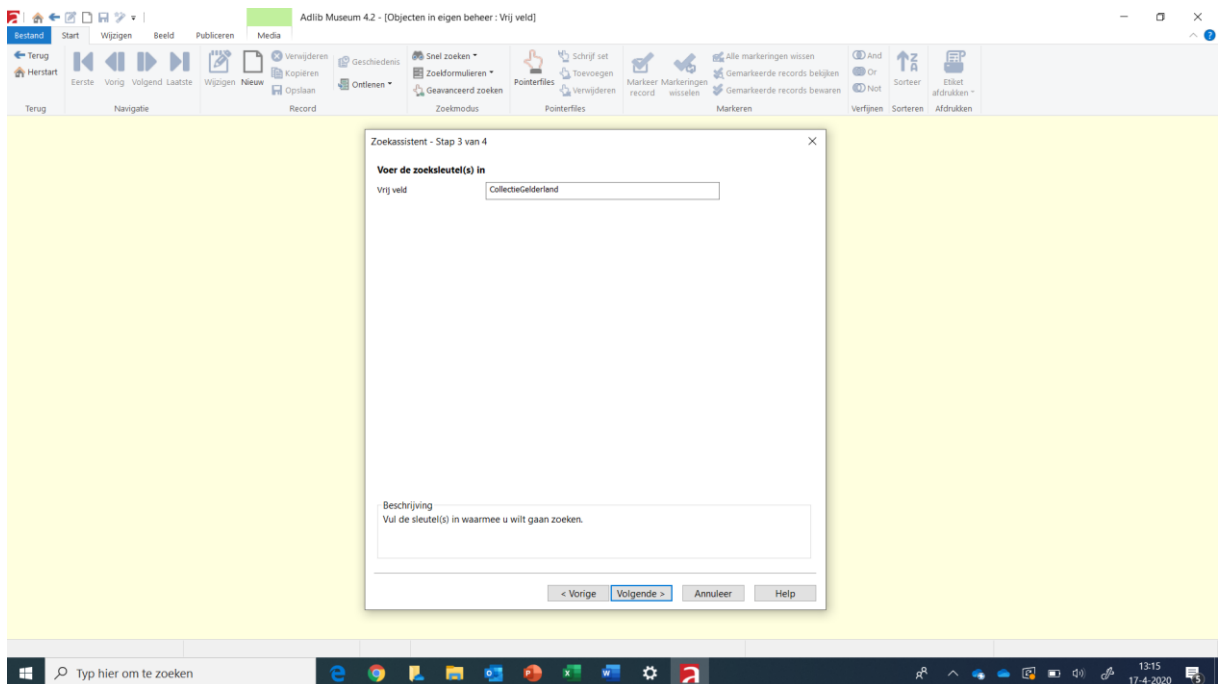 Adlib Museum 4.2 - [Objecten in eigen beheer : Vrij veld]
Bestand Start Wijzigen Beeld Publiceren Media
Terug
Herstart
Terug
Eerste Vorig Volgend Laatste
Navigatie
Wijzigen Nieuw
Verwijderen
Kopiëren
Opslaan
Record
Geschiedenis
Ontlenen
Snel zoeken
Zoekformulieren
Geavanceerd zoeken
Zoekmodus
Pointerfiles
Schrijf set
Toevoegen
Verwijderen
Pointerfiles
Markeer record
Markeringen wisselen
Alle markeringen wissen
Gemarkeerde records bekijken
Gemarkeerde records bewaren
Markeren
And
Or
Not
Verfijnen
Sorteer
Sorteren
Etiket afdrukken
Afdrukken
Zoekassistent - Stap 3 van 4
Voer de zoeksleutel(s) in
Vrij veld CollectieGelderland
Beschrijving
Vul de sleutel(s) in waarmee u wilt gaan zoeken.
< Vorige Volgende > Annuleer Help
Typ hier om te zoeken
13:15
17-4-2020
5